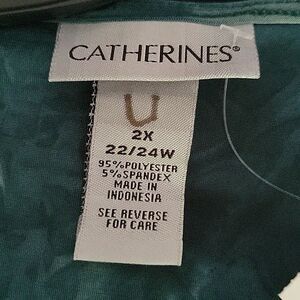 CATHERINES®
U
2X
22/24W
95%POLYESTER
5%SPANDEX
MADE IN
INDONESIA
SEE REVERSE
FOR CARE